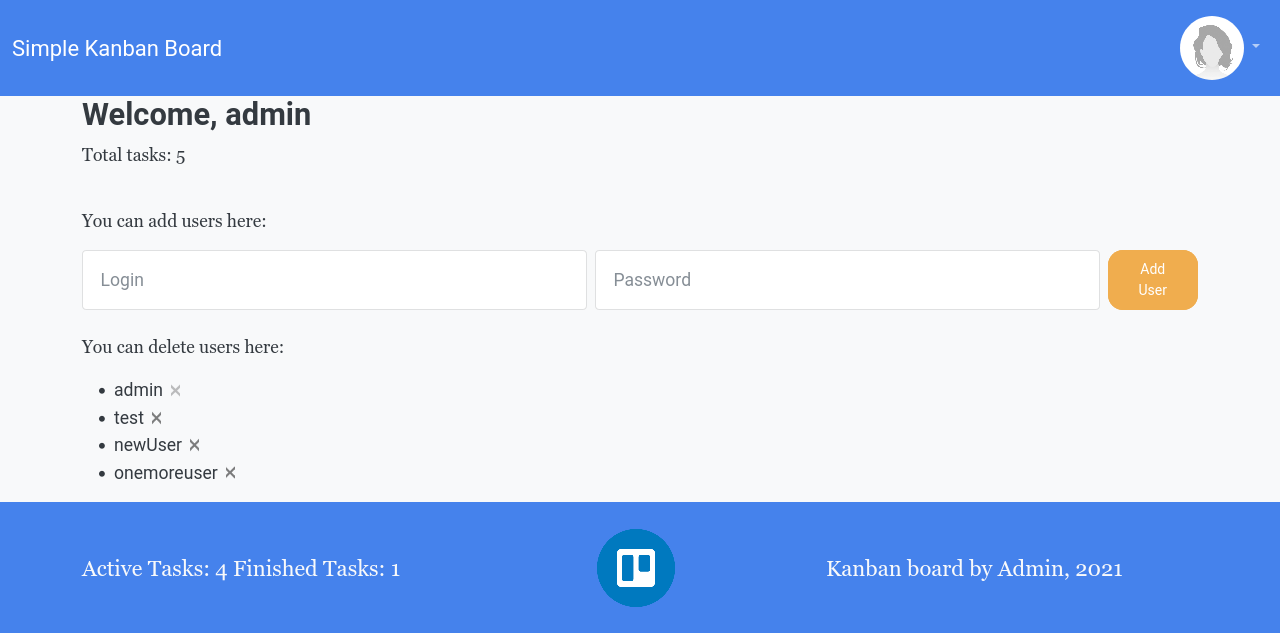 Simple Kanban Board
Welcome, admin
Total tasks: 5
You can add users here:
Login
Password
Add
User
You can delete users here:
admin
test
newUser
onemoreuser
Active Tasks: 4 Finished Tasks: 1
Kanban board by Admin, 2021